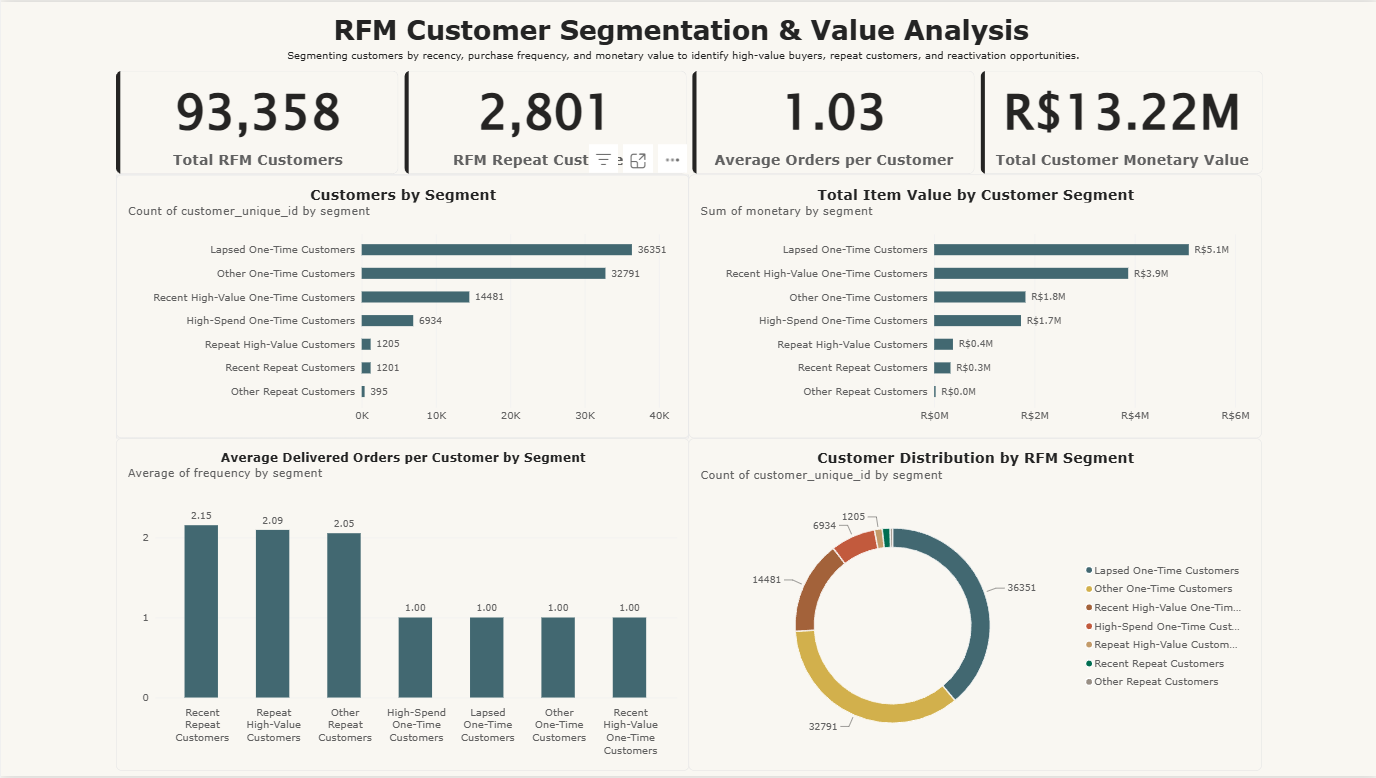 RFM Customer Segmentation & Value Analysis
Segmenting customers by recency, purchase frequency, and monetary value to identify high-value buyers, repeat customers, and reactivation opportunities.
93,358
Total RFM Customers
2,801
RFM Repeat
1.03
Average Orders per Customer
R$13.22M
Total Customer Monetary Value
Customers by Segment
Count of customer_unique_id by segment
Lapsed One-Time Customers 36351
Other One-Time Customers 32791
Recent High-Value One-Time Customers 14481
High-Spend One-Time Customers 6934
Repeat High-Value Customers 1205
Recent Repeat Customers 1201
Other Repeat Customers 395
0K 10K 20K 30K 40K
Total Item Value by Customer Segment
Sum of monetary by segment
Lapsed One-Time Customers R$5.1M
Recent High-Value One-Time Customers R$3.9M
Other One-Time Customers R$1.8M
High-Spend One-Time Customers R$1.7M
Repeat High-Value Customers R$0.4M
Recent Repeat Customers R$0.3M
Other Repeat Customers R$0.0M
R$0M R$2M R$4M R$6M
Average Delivered Orders per Customer by Segment
Average of frequency by segment
2
1
0
2.15
2.09
2.05
1.00
1.00
1.00
1.00
Recent
Repeat
Customers
Repeat
High-Value
Customers
Other
Repeat
Customers
High-Spend
One-Time
Customers
Lapsed
One-Time
Customers
Other
One-Time
Customers
Recent
High-Value
One-Time
Customers
Customer Distribution by RFM Segment
Count of customer_unique_id by segment
1205
6934
14481
36351
32791
Lapsed One-Time Customers
Other One-Time Customers
Recent High-Value One-Tim...
High-Spend One-Time Cust...
Repeat High-Value Custom...
Recent Repeat Customers
Other Repeat Customers